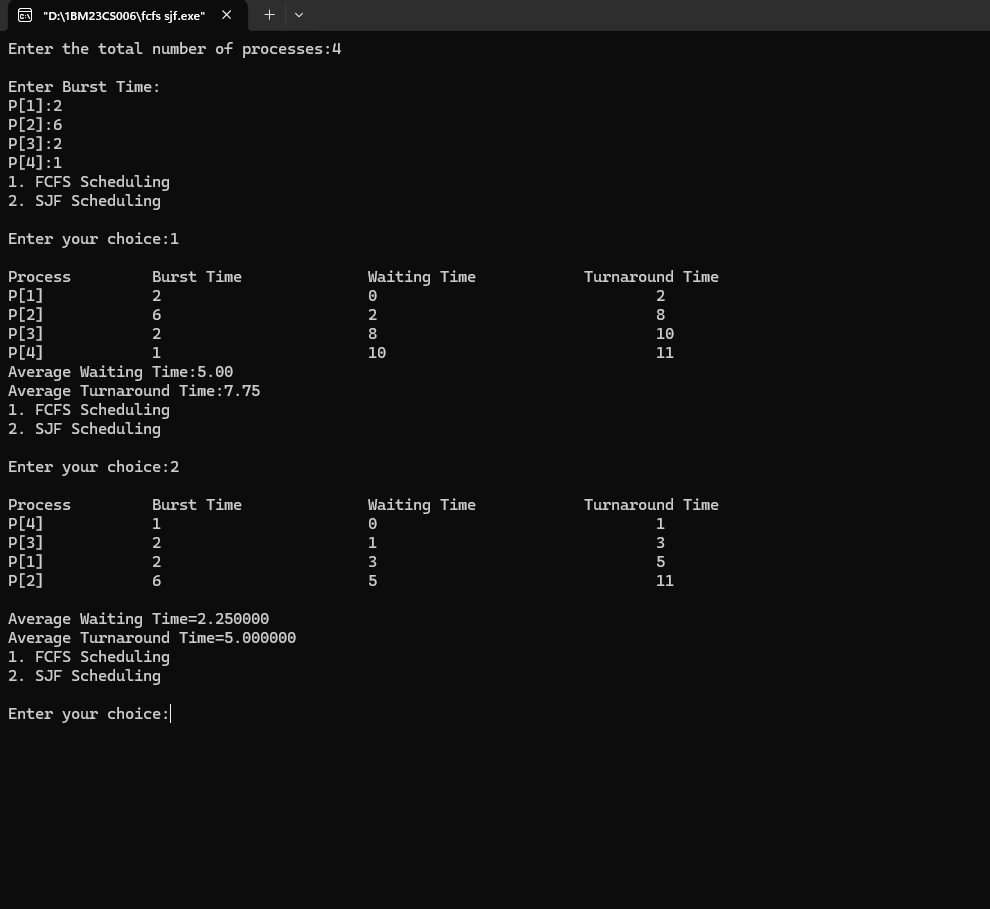 "D:\1BM23CS006\fcfs sjf.exe"
Enter the total number of processes:4
Enter Burst Time:
P[1]:2
P[2]:6
P[3]:2
P[4]:1
1. FCFS Scheduling
2. SJF Scheduling
Enter your choice:1
Process Burst Time Waiting Time Turnaround Time
P[1] 2 0 2
P[2] 6 2 8
P[3] 2 8 10
P[4] 1 10 11
Average Waiting Time:5.00
Average Turnaround Time:7.75
1. FCFS Scheduling
2. SJF Scheduling
Enter your choice:2
Process Burst Time Waiting Time Turnaround Time
P[4] 1 0 1
P[3] 2 1 3
P[1] 2 3 5
P[2] 6 5 11
Average Waiting Time=2.250000
Average Turnaround Time=5.000000
1. FCFS Scheduling
2. SJF Scheduling
Enter your choice: